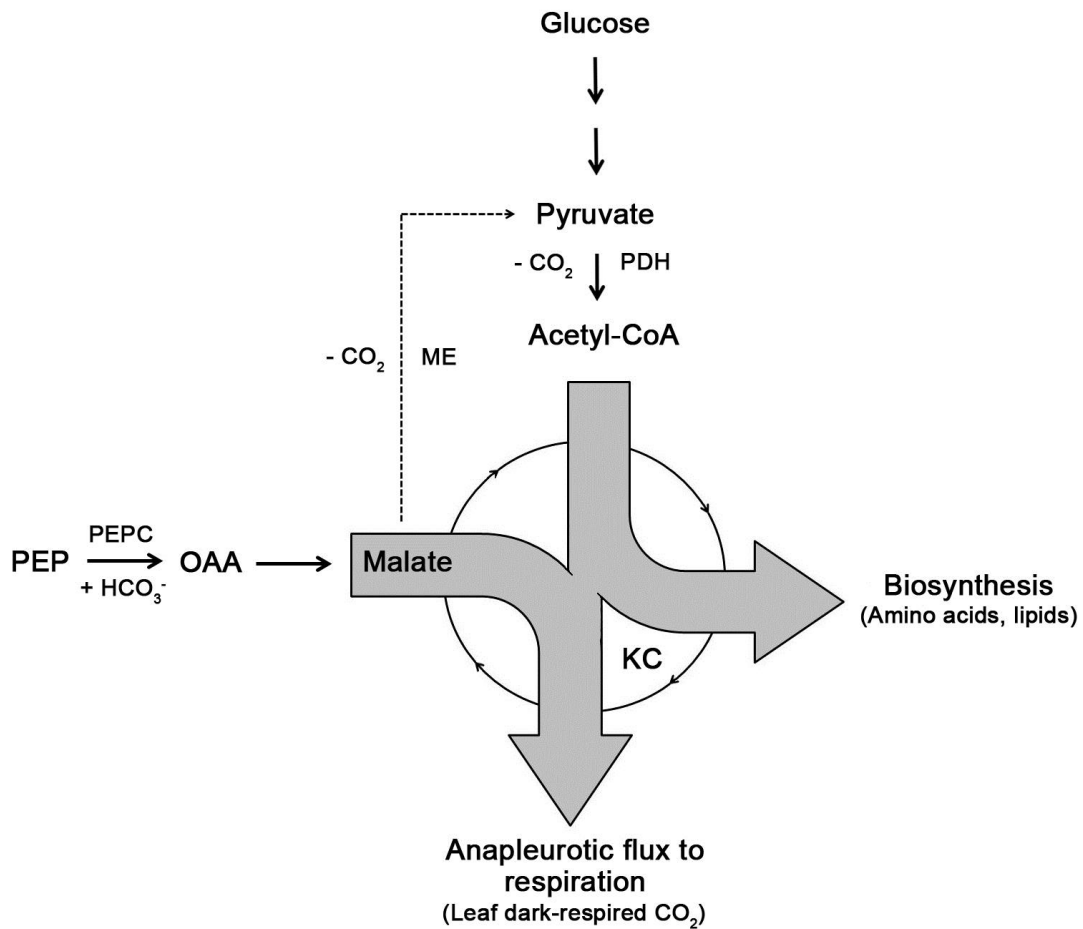 Glucose
Pyruvate
- CO₂ PDH
Acetyl-CoA
- CO₂ ME
PEPC
PEP OAA Malate
+ HCO₃⁻
Biosynthesis
(Amino acids, lipids)
KC
Anapleurotic flux to
respiration
(Leaf dark-respired CO₂)